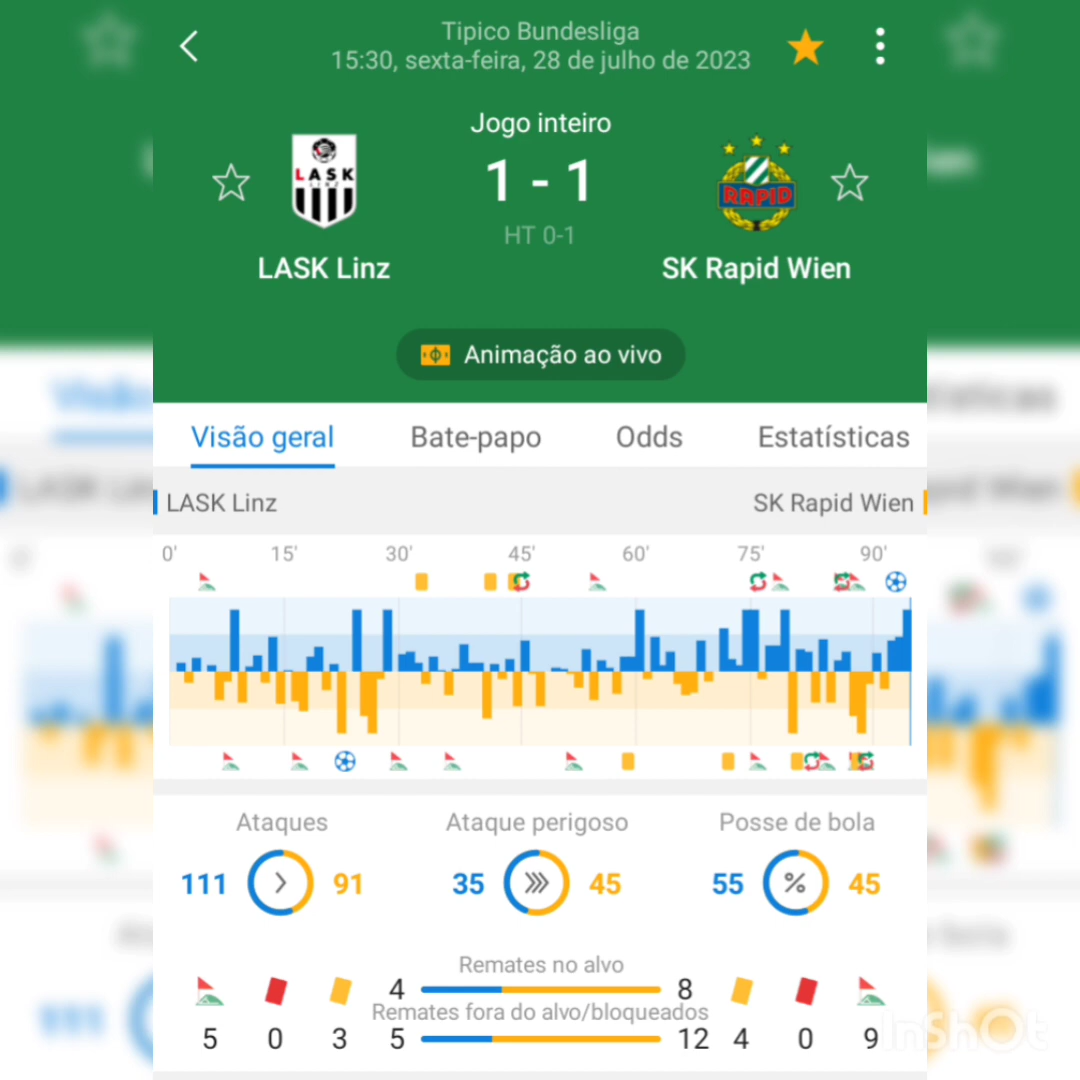 Tipico Bundesliga
15:30, sexta-feira, 28 de julho de 2023
Jogo inteiro
1 - 1
HT 0-1
LASK
LINZ
RAPID
LASK Linz
SK Rapid Wien
Animação ao vivo
Visão geral Bate-papo Odds Estatísticas
LASK Linz SK Rapid Wien
0' 15' 30' 45' 60' 75' 90'
Ataques Ataque perigoso Posse de bola
111 91 35 45 55 % 45
Remates no alvo
4 8
Remates fora do alvo/bloqueados
5 0 3 5 12 4 0 9
InShOt